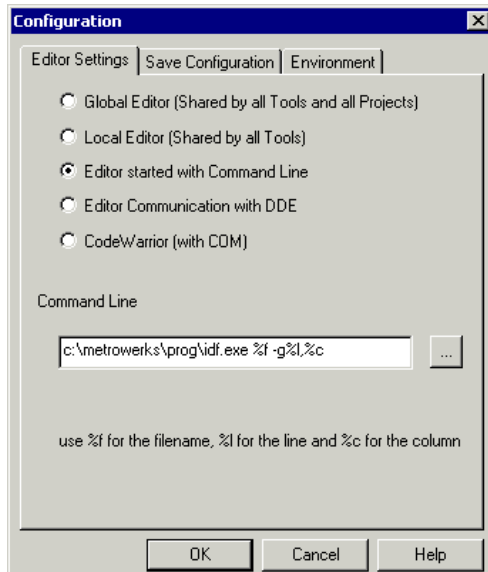 Configuration
Editor Settings Save Configuration Environment
Global Editor (Shared by all Tools and all Projects)
Local Editor (Shared by all Tools)
Editor started with Command Line
Editor Communication with DDE
CodeWarrior (with COM)
Command Line
c:\metrowerks\prog\idf.exe %f -g%l,%c ...
use %f for the filename, %l for the line and %c for the column
OK Cancel Help